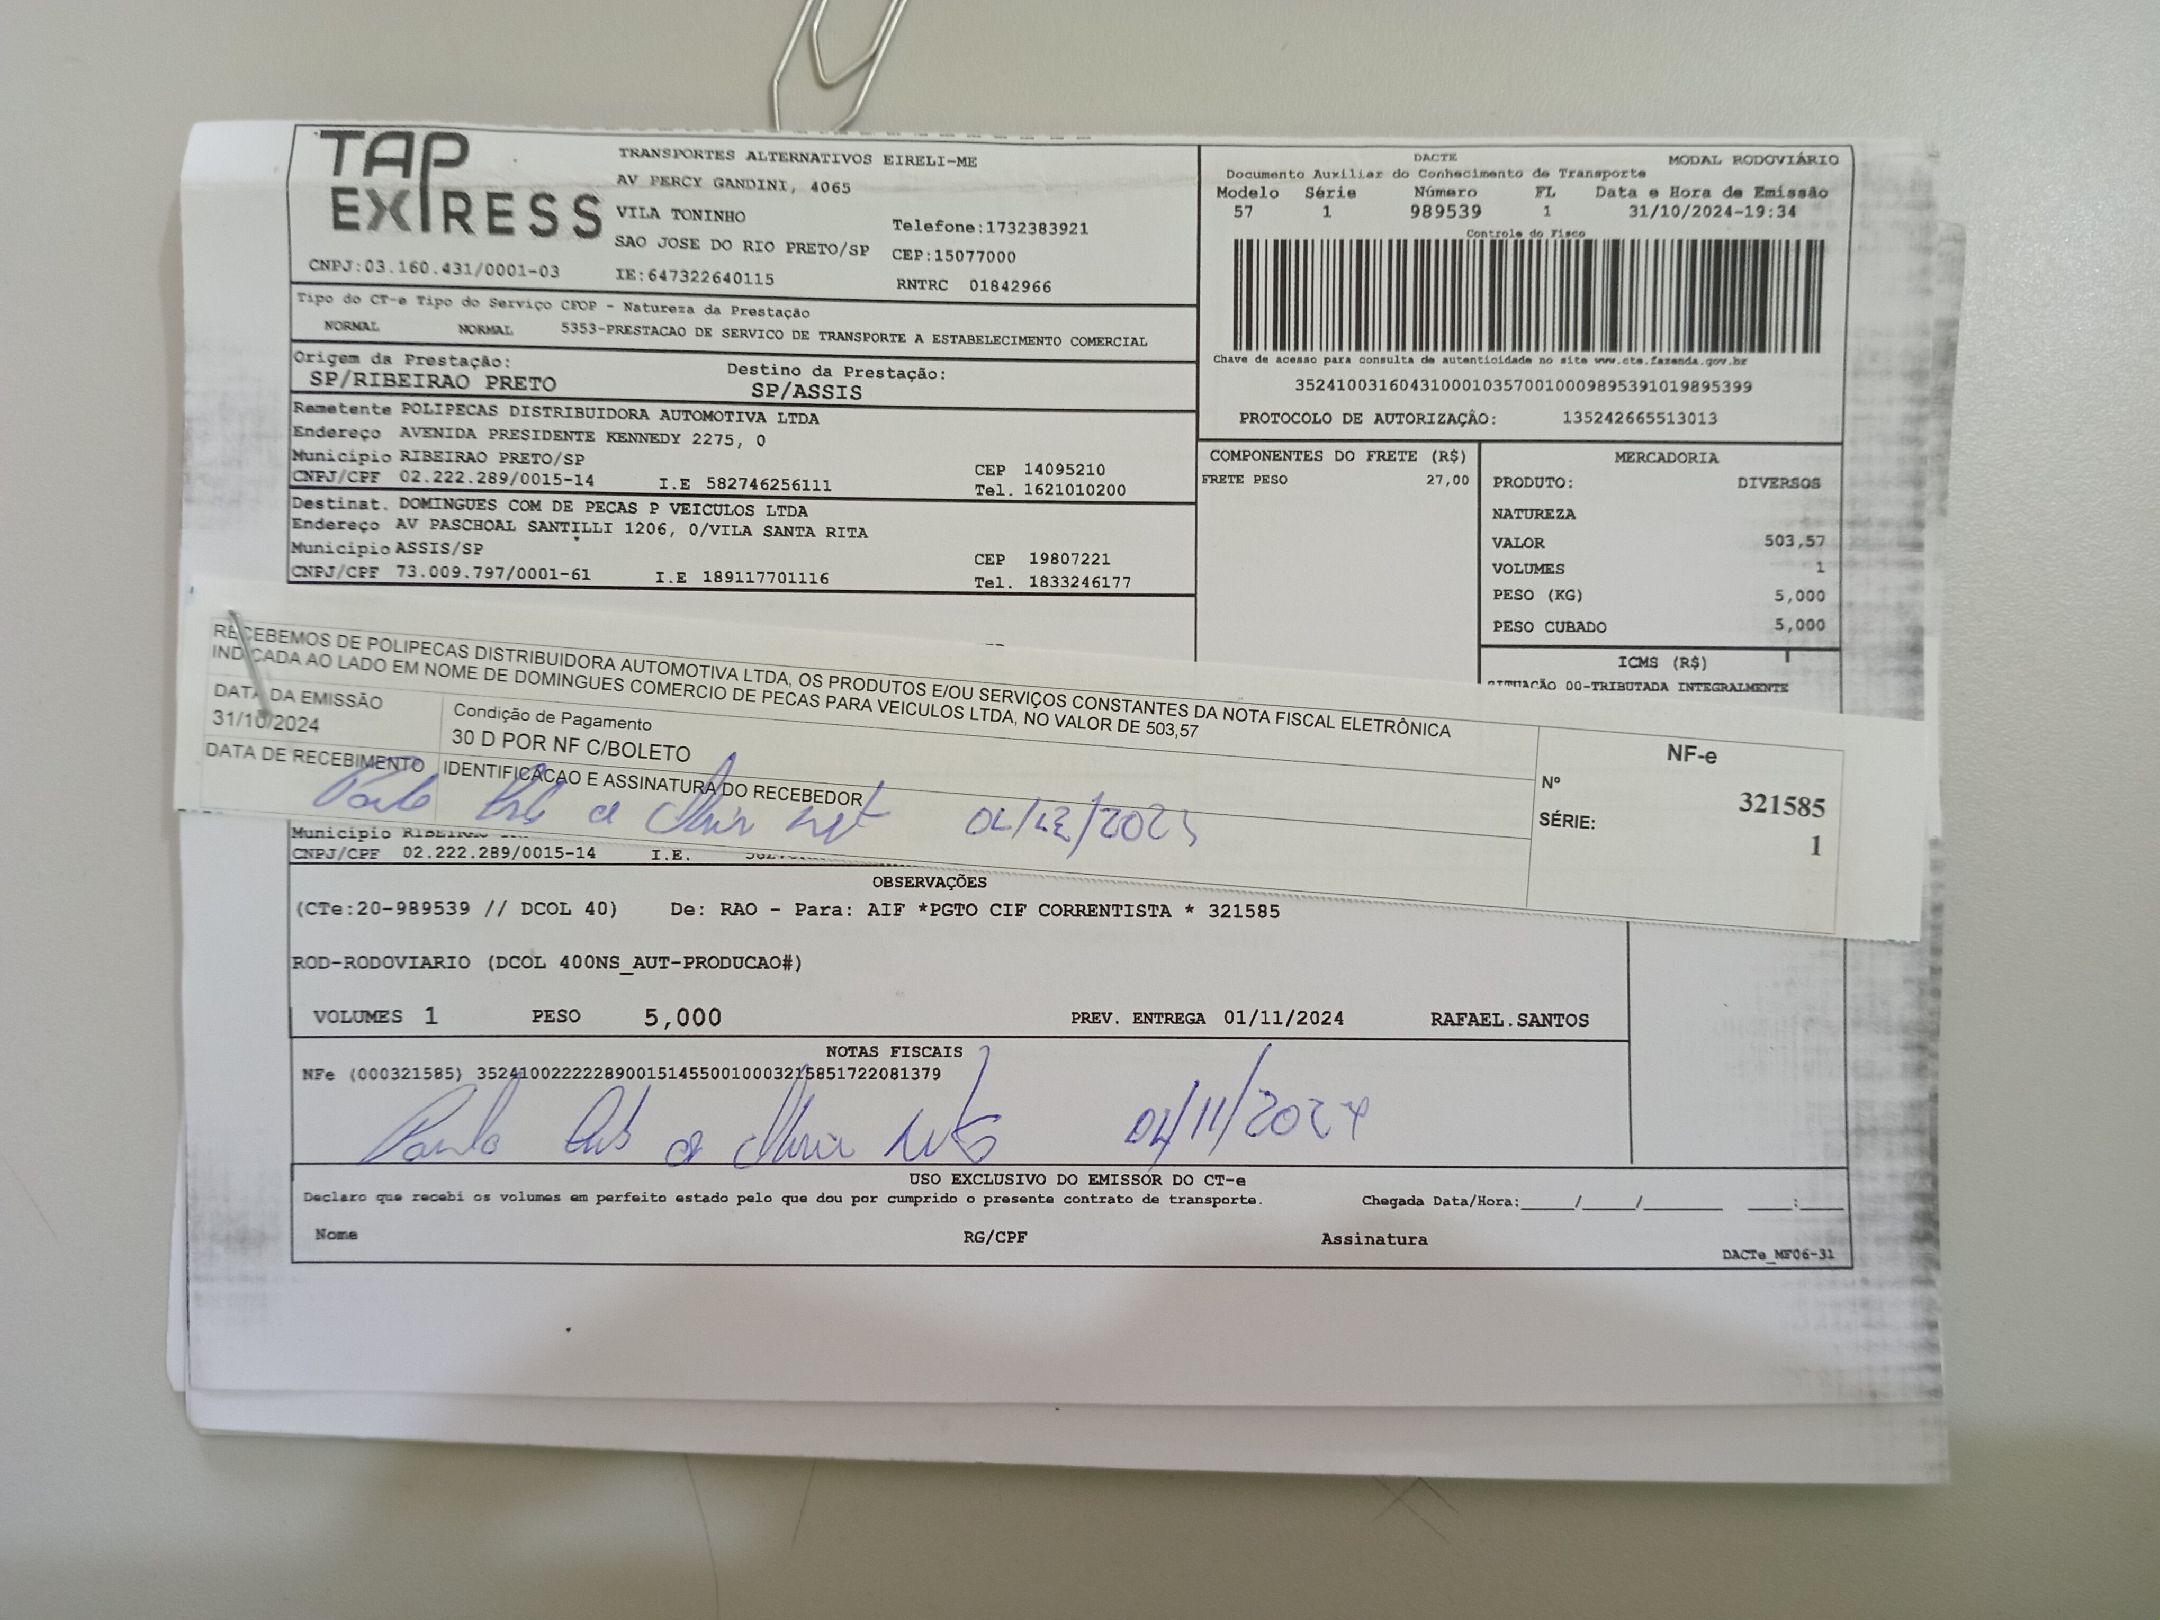 TAP
EXPRESS
TRANSPORTES ALTERNATIVOS EIRELI-ME
AV PERCY GANDINI, 4065
VILA TONINHO
Telefone:1732383921
SAO JOSE DO RIO PRETO/SP
CEP:15077000
CNPJ:03.160.431/0001-03
IE:647322640115
RNTRC 01842966
DACTE MODAL RODOVIÁRIO
Documento Auxiliar do Conhecimento de Transporte
Modelo Série Número FL Data e Hora de Emissão
57 1 989539 1 31/10/2024-19:34
Controle do Fisco
Chave de acesso para consulta de autenticidade no site www.cte.fazenda.gov.br
35241003160431000103570010009895391019895399
PROTOCOLO DE AUTORIZAÇÃO: 135242665513013
Tipo do CT-e Tipo do Serviço CFOP - Natureza da Prestação
NORMAL NORMAL 5353-PRESTACAO DE SERVICO DE TRANSPORTE A ESTABELECIMENTO COMERCIAL
Origem da Prestação: Destino da Prestação:
SP/RIBEIRAO PRETO SP/ASSIS
Remetente POLIPECAS DISTRIBUIDORA AUTOMOTIVA LTDA
Endereço AVENIDA PRESIDENTE KENNEDY 2275, 0
Municipio RIBEIRAO PRETO/SP CEP 14095210
CNPJ/CPF 02.222.289/0015-14 I.E 582746256111 Tel. 1621010200
Destinat. DOMINGUES COM DE PECAS P VEICULOS LTDA
Endereço AV PASCHOAL SANTILLI 1206, 0/VILA SANTA RITA
Municipio ASSIS/SP CEP 19807221
CNPJ/CPF 73.009.797/0001-61 I.E 189117701116 Tel. 1833246177
COMPONENTES DO FRETE (R$)
FRETE PESO 27,00
MERCADORIA
PRODUTO: DIVERSOS
NATUREZA
VALOR 503,57
VOLUMES 1
PESO (KG) 5,000
PESO CUBADO 5,000
ICMS (R$)
SITUAÇÃO 00-TRIBUTADA INTEGRALMENTE
RECEBEMOS DE POLIPECAS DISTRIBUIDORA AUTOMOTIVA LTDA, OS PRODUTOS E/OU SERVIÇOS CONSTANTES DA NOTA FISCAL ELETRÔNICA
INDICADA AO LADO EM NOME DE DOMINGUES COMERCIO DE PECAS PARA VEICULOS LTDA, NO VALOR DE 503,57
DATA DA EMISSÃO
31/10/2024
Condição de Pagamento
30 D POR NF C/BOLETO
DATA DE RECEBIMENTO
IDENTIFICACAO E ASSINATURA DO RECEBEDOR
NF-e
Nº 321585
SÉRIE: 1
Paulo
Municipio
CNPJ/CPF 02.222.289/0015-14 I.E.
OBSERVAÇÕES
(CTe:20-989539 // DCOL 40) De: RAO - Para: AIF *PGTO CIF CORRENTISTA * 321585
ROD-RODOVIARIO (DCOL 400NS_AUT-PRODUCAO#)
VOLUMES 1 PESO 5,000 PREV. ENTREGA 01/11/2024 RAFAEL.SANTOS
NOTAS FISCAIS
NFe (000321585) 35241002222289001514550010003215851722081379
Paulo 04/11/2024
USO EXCLUSIVO DO EMISSOR DO CT-e
Declaro que recebi os volumes em perfeito estado pelo que dou por cumprido o presente contrato de transporte. Chegada Data/Hora:_____/_____/_______ ____:____
Nome RG/CPF Assinatura
DACTe_MF06-31